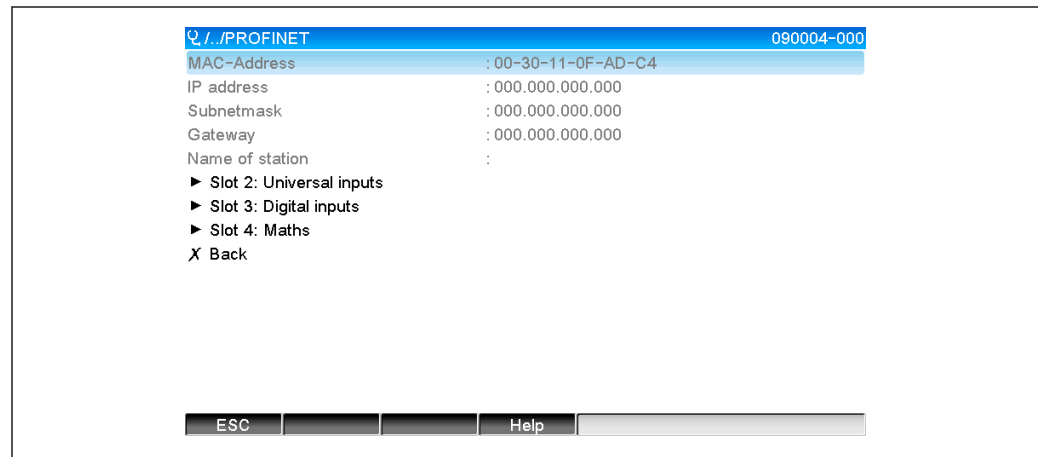 /../PROFINET 090004-000
MAC-Address : 00-30-11-0F-AD-C4
IP address : 000.000.000.000
Subnetmask : 000.000.000.000
Gateway : 000.000.000.000
Name of station :
► Slot 2: Universal inputs
► Slot 3: Digital inputs
► Slot 4: Maths
X Back
ESC Help